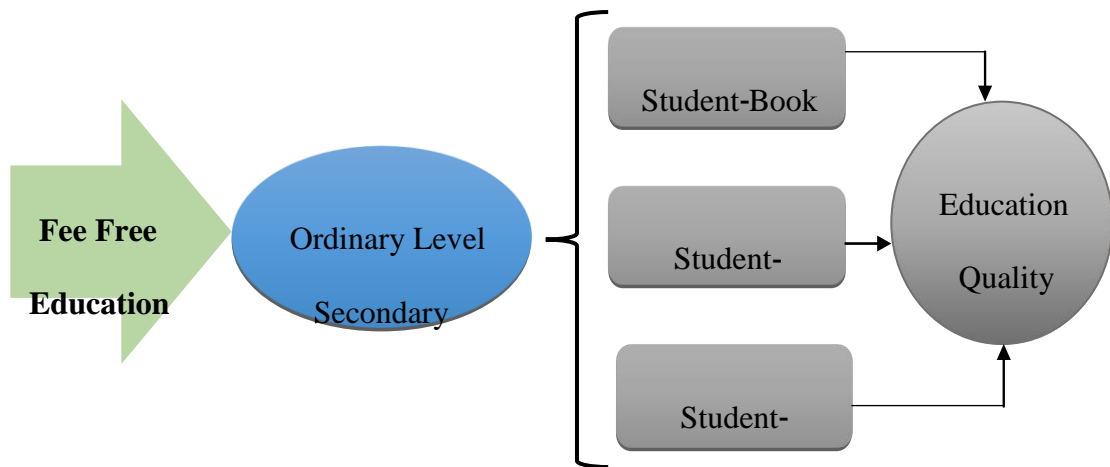 Fee Free
Education
Ordinary Level
Secondary
Student-Book
Student-
Student-
Education
Quality